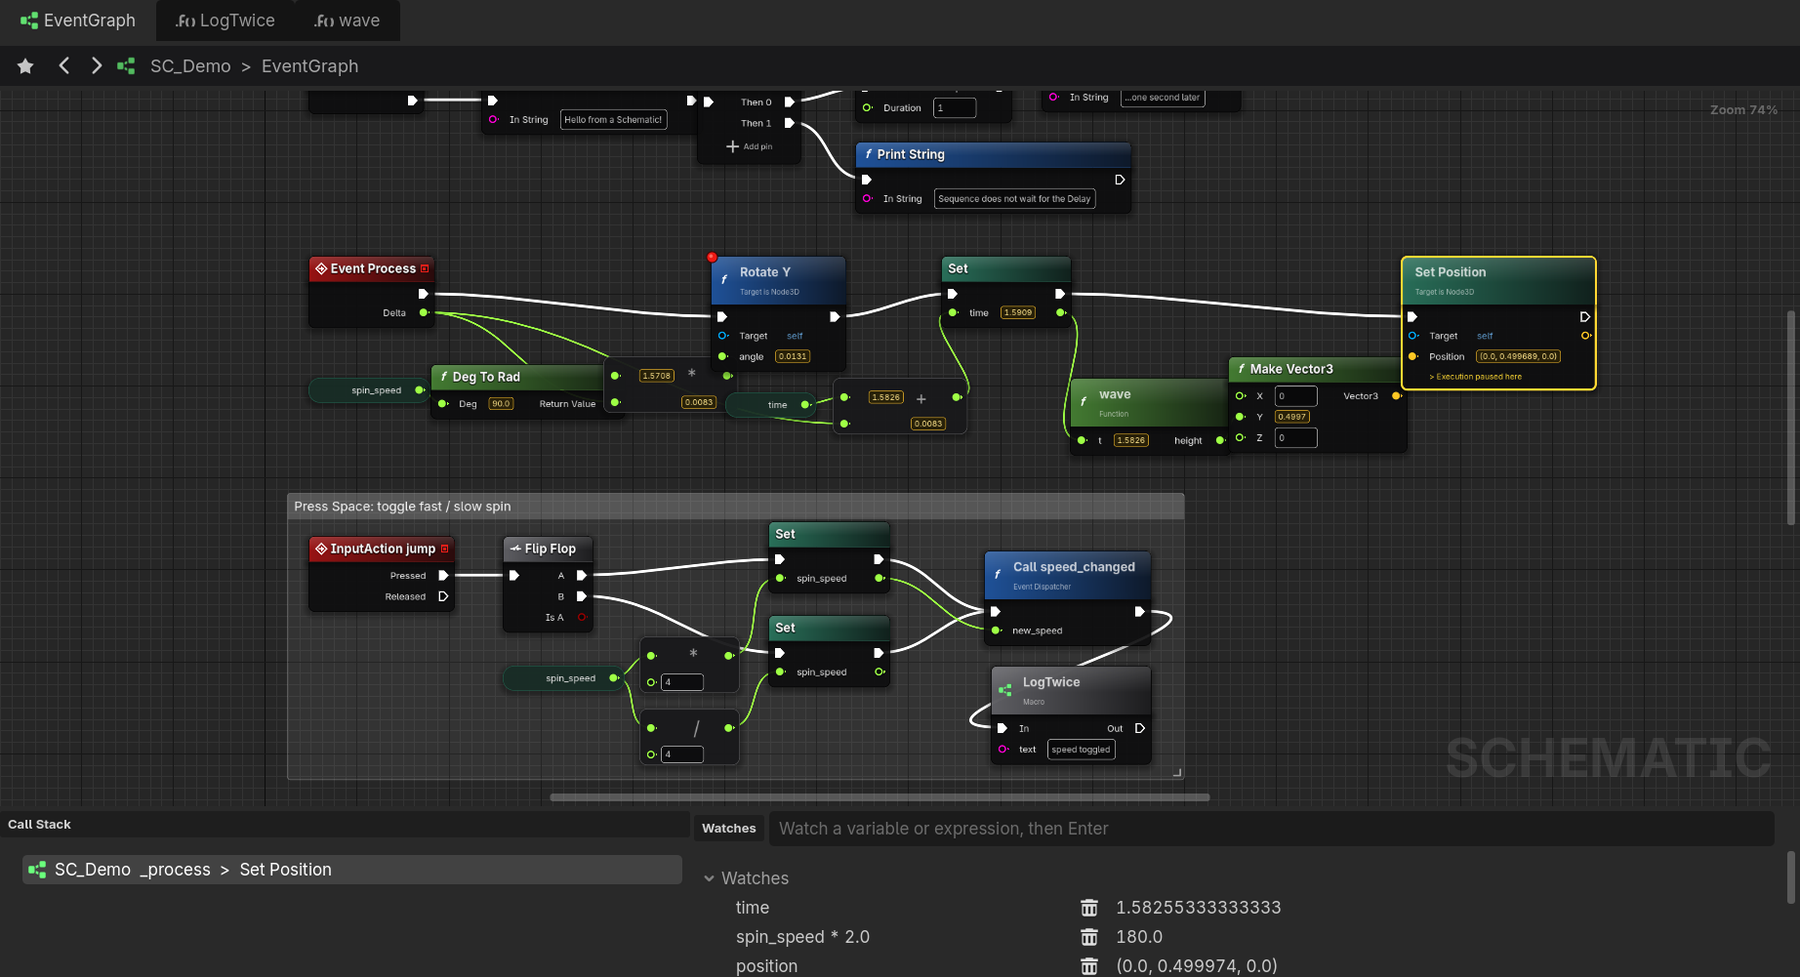 EventGraph
LogTwice
wave
SC_Demo > EventGraph
Zoom 74%
In String Hello from a Schematic!
Then 0
Then 1
Add pin
Duration 1
In String ...one second later
Print String
In String Sequence does not wait for the Delay
Event Process
Delta
Rotate Y
Target is Node3D
Target self
angle 0.0131
Set
time 1.5909
Set Position
Target is Node3D
Target self
Position (0.0, 0.499689, 0.0)
> Execution paused here
spin_speed
Deg To Rad
Deg 90.0 Return Value
1.5708 *
0.0083
time
1.5826 +
0.0083
wave
Function
t 1.5826 height
Make Vector3
X 0 Vector3
Y 0.4997
Z 0
Press Space: toggle fast / slow spin
InputAction jump
Pressed
Released
Flip Flop
A
B
Is A
Set
spin_speed
Set
spin_speed
spin_speed
*
4
/
4
Call speed_changed
Event Dispatcher
new_speed
LogTwice
Macro
In Out
text speed toggled
SCHEMATIC
Call Stack
SC_Demo _process > Set Position
Watches Watch a variable or expression, then Enter
Watches
time 1.58255333333333
spin_speed * 2.0 180.0
position (0.0, 0.499974, 0.0)